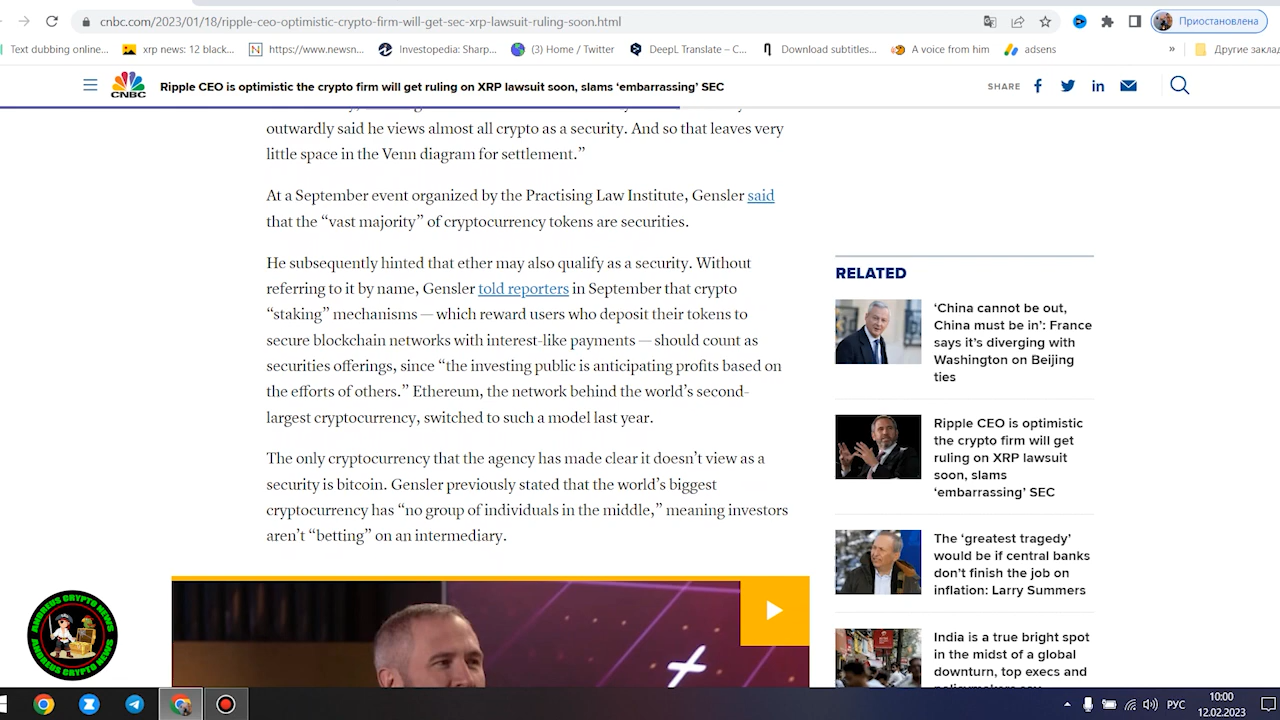 cnbc.com/2023/01/18/ripple-ceo-optimistic-crypto-firm-will-get-sec-xrp-lawsuit-ruling-soon.html
Приостановлена
Text dubbing online...
xrp news: 12 black...
https://www.newsn...
Investopedia: Sharp...
(3) Home / Twitter
DeepL Translate – C...
Download subtitles...
A voice from him
adsens
»
Другие закла
CNBC
Ripple CEO is optimistic the crypto firm will get ruling on XRP lawsuit soon, slams ‘embarrassing’ SEC
SHARE
outwardly said he views almost all crypto as a security. And so that leaves very
little space in the Venn diagram for settlement.”
At a September event organized by the Practising Law Institute, Gensler said
that the “vast majority” of cryptocurrency tokens are securities.
He subsequently hinted that ether may also qualify as a security. Without
referring to it by name, Gensler told reporters in September that crypto
“staking” mechanisms — which reward users who deposit their tokens to
secure blockchain networks with interest-like payments — should count as
securities offerings, since “the investing public is anticipating profits based on
the efforts of others.” Ethereum, the network behind the world’s second-
largest cryptocurrency, switched to such a model last year.
The only cryptocurrency that the agency has made clear it doesn’t view as a
security is bitcoin. Gensler previously stated that the world’s biggest
cryptocurrency has “no group of individuals in the middle,” meaning investors
aren’t “betting” on an intermediary.
RELATED
‘China cannot be out,
China must be in’: France
says it’s diverging with
Washington on Beijing
ties
Ripple CEO is optimistic
the crypto firm will get
ruling on XRP lawsuit
soon, slams
‘embarrassing’ SEC
The ‘greatest tragedy’
would be if central banks
don’t finish the job on
inflation: Larry Summers
India is a true bright spot
in the midst of a global
downturn, top execs and
ANDREUS CRYPTO NEWS
ANDREUS CRYPTO NEWS
РУС
10:00
12.02.2023